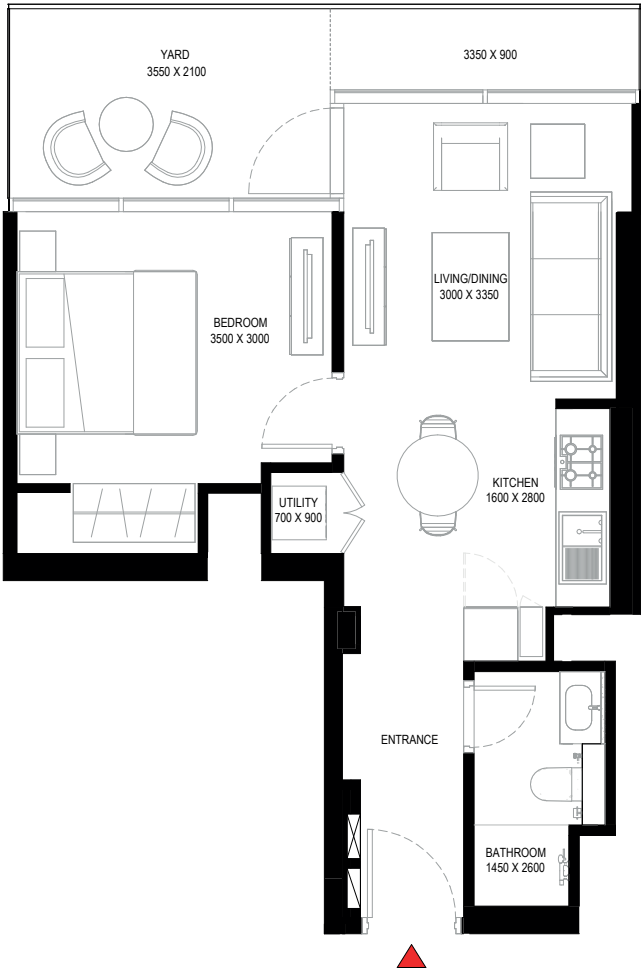 YARD
3550 X 2100
3350 X 900
LIVING/DINING
3000 X 3350
BEDROOM
3500 X 3000
KITCHEN
1600 X 2800
UTILITY
700 X 900
ENTRANCE
BATHROOM
1450 X 2600